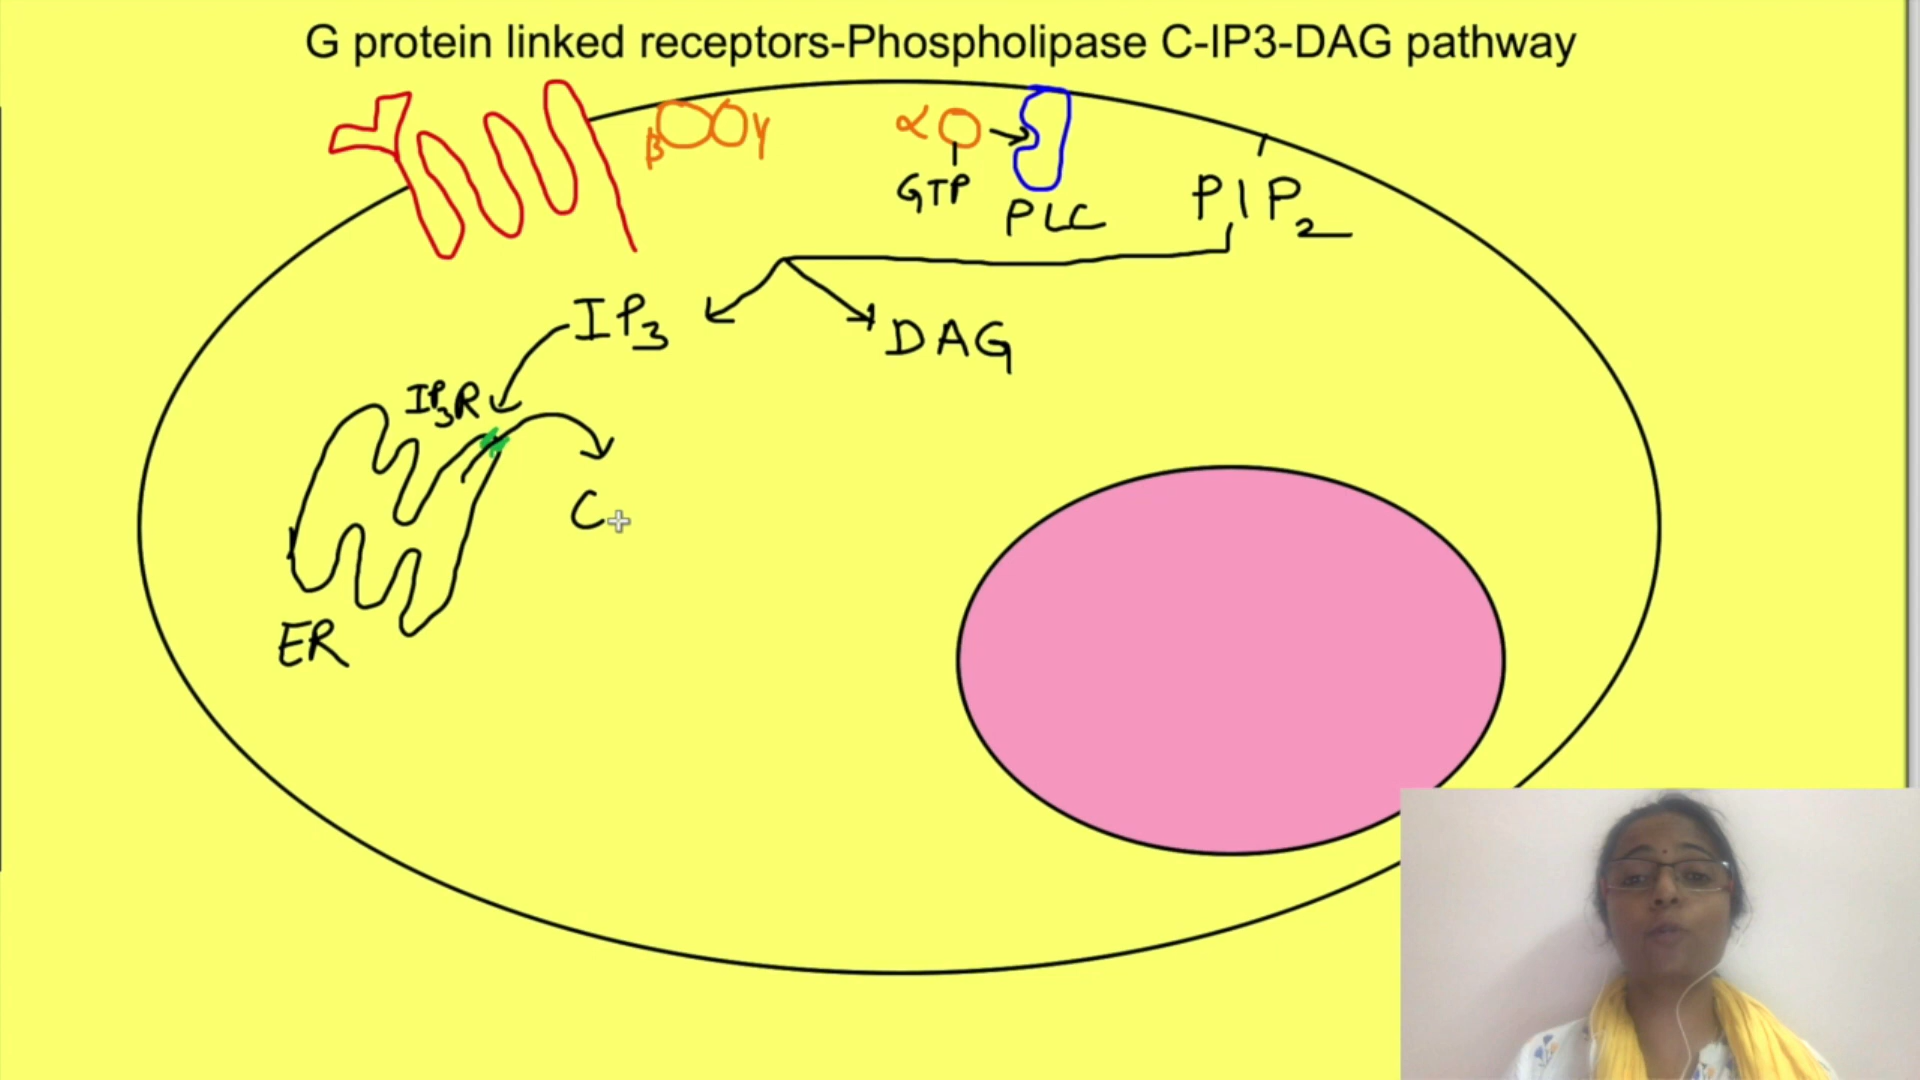 G protein linked receptors-Phospholipase C-IP3-DAG pathway
β γ α
GTP PLC PIP2
IP3 DAG
IP3R
C
ER